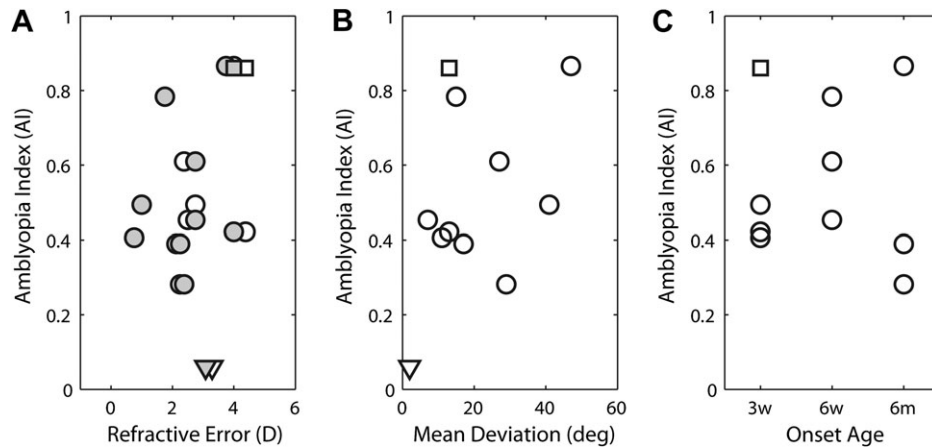 A
Amblyopia Index (AI)
1
0.8
0.6
0.4
0.2
0
0 2 4 6
Refractive Error (D)
B
Amblyopia Index (AI)
1
0.8
0.6
0.4
0.2
0
0 20 40 60
Mean Deviation (deg)
C
Amblyopia Index (AI)
1
0.8
0.6
0.4
0.2
0
3w 6w 6m
Onset Age